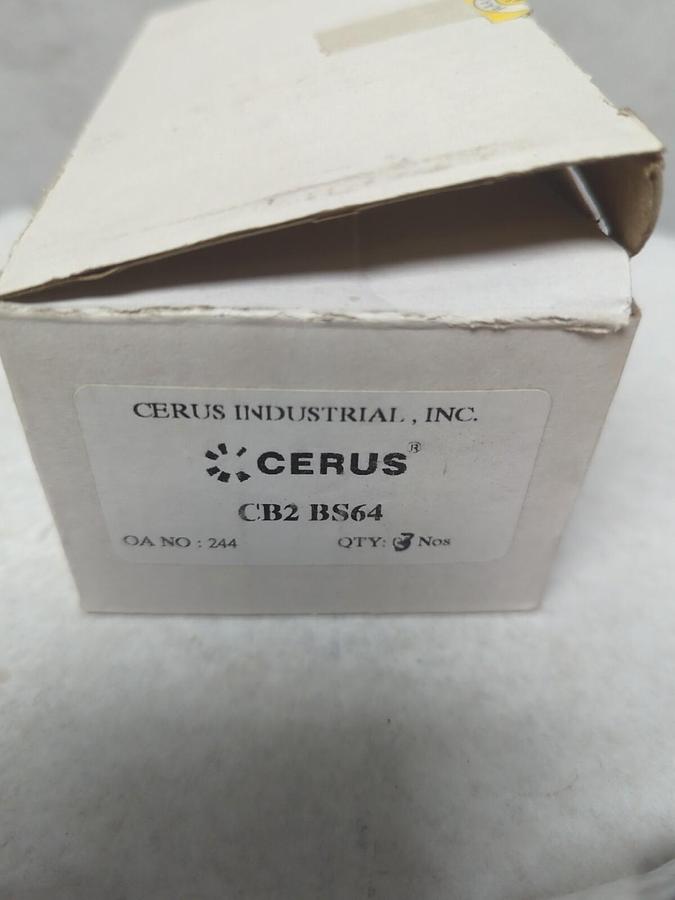 CERUS INDUSTRIAL , INC.
CERUS®
CB2 BS64
OA NO : 244
QTY: 3 Nos